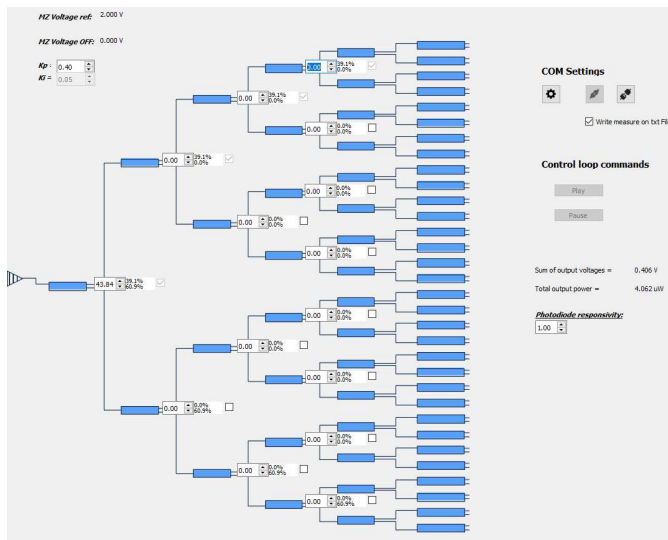 MZ Voltage ref: 2.000 V
MZ Voltage OFF: 0.000 V
Kp : 0.40
Ki = 0.05
COM Settings
Write measure on txt Fil
Control loop commands
Play
Pause
Sum of output voltages = 0.406 V
Total output power = 4.062 uW
Photodiode responsivity:
1.00
0.00 39.1%
0.0%
0.00 39.1%
0.0%
0.00 0.0%
0.0%
0.00 39.1%
0.0%
0.00 0.0%
0.0%
0.00 0.0%
0.0%
0.00 0.0%
0.0%
43.84 39.1%
60.9%
0.00 0.0%
0.0%
0.00 0.0%
0.0%
0.00 0.0%
0.0%
0.00 0.0%
60.9%
0.00 0.0%
0.0%
0.00 0.0%
60.9%
0.00 0.0%
60.9%